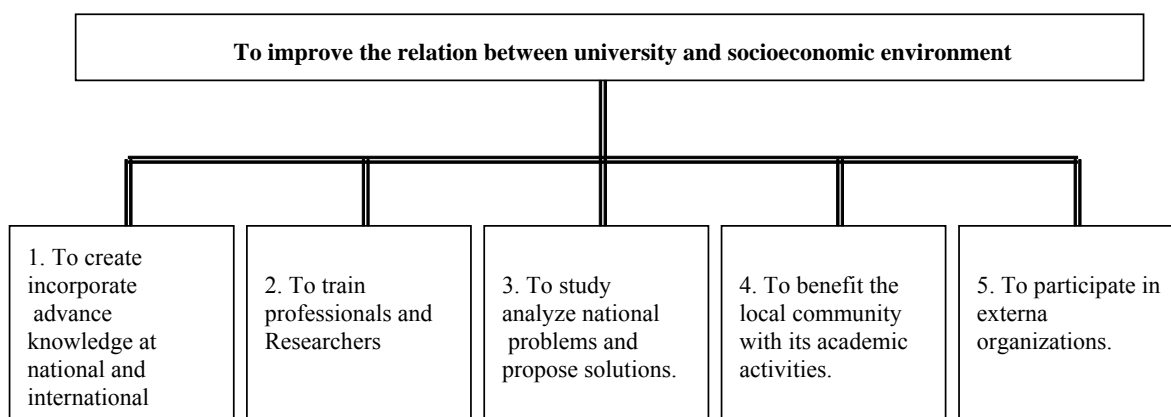 To improve the relation between university and socioeconomic environment
1. To create
incorporate
advance
knowledge at
national and
international
2. To train
professionals and
Researchers
3. To study
analyze national
problems and
propose solutions.
4. To benefit the
local community
with its academic
activities.
5. To participate in
externa
organizations.